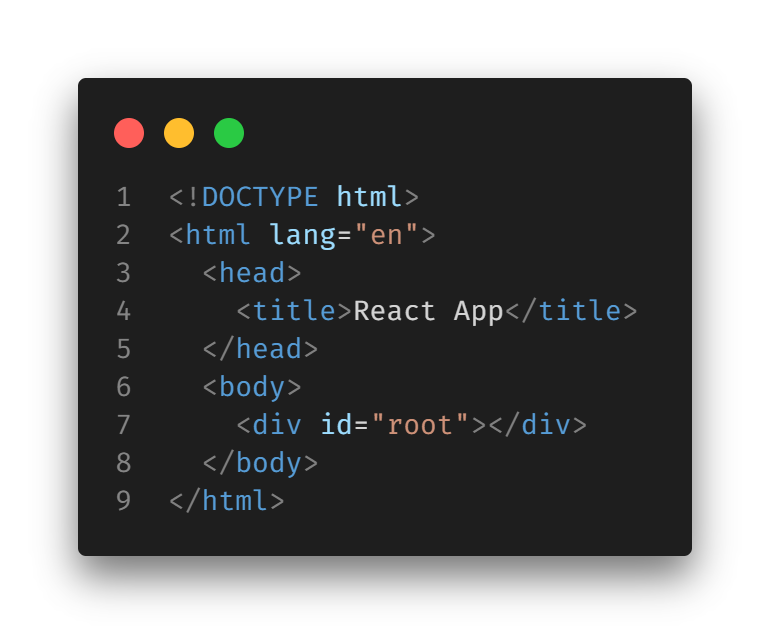 1 <!DOCTYPE html>
2 <html lang="en">
3   <head>
4     <title>React App</title>
5   </head>
6   <body>
7     <div id="root"></div>
8   </body>
9 </html>